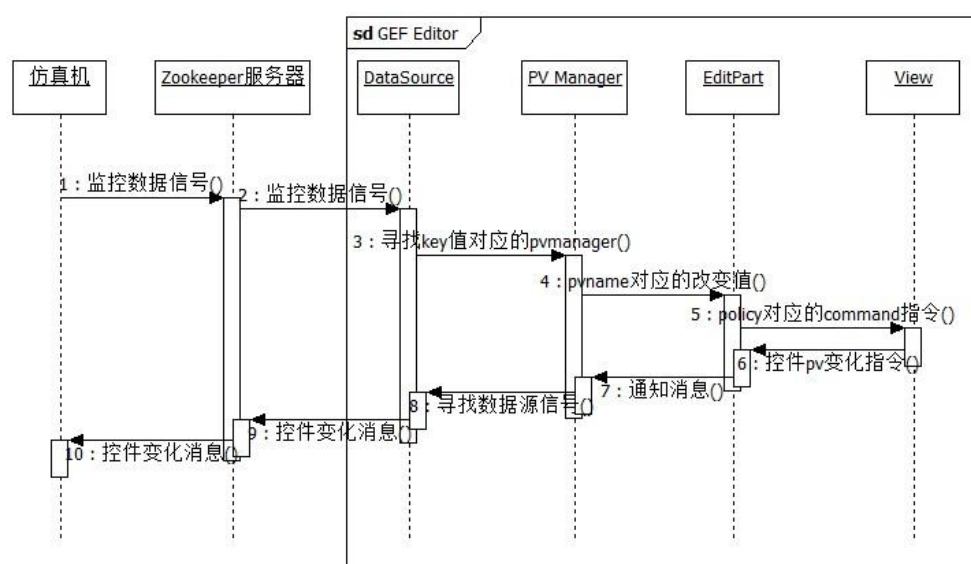 sd GEF Editor
仿真机
Zookeeper服务器
DataSource
PV Manager
EditPart
View
1：监控数据信号()
2：监控数据信号()
3：寻找key值对应的pvmanager()
4：pvname对应的改变值()
5：policy对应的command指令()
6：控件pv变化指令()
7：通知消息()
8：寻找数据源信号()
9：控件变化消息()
10：控件变化消息()